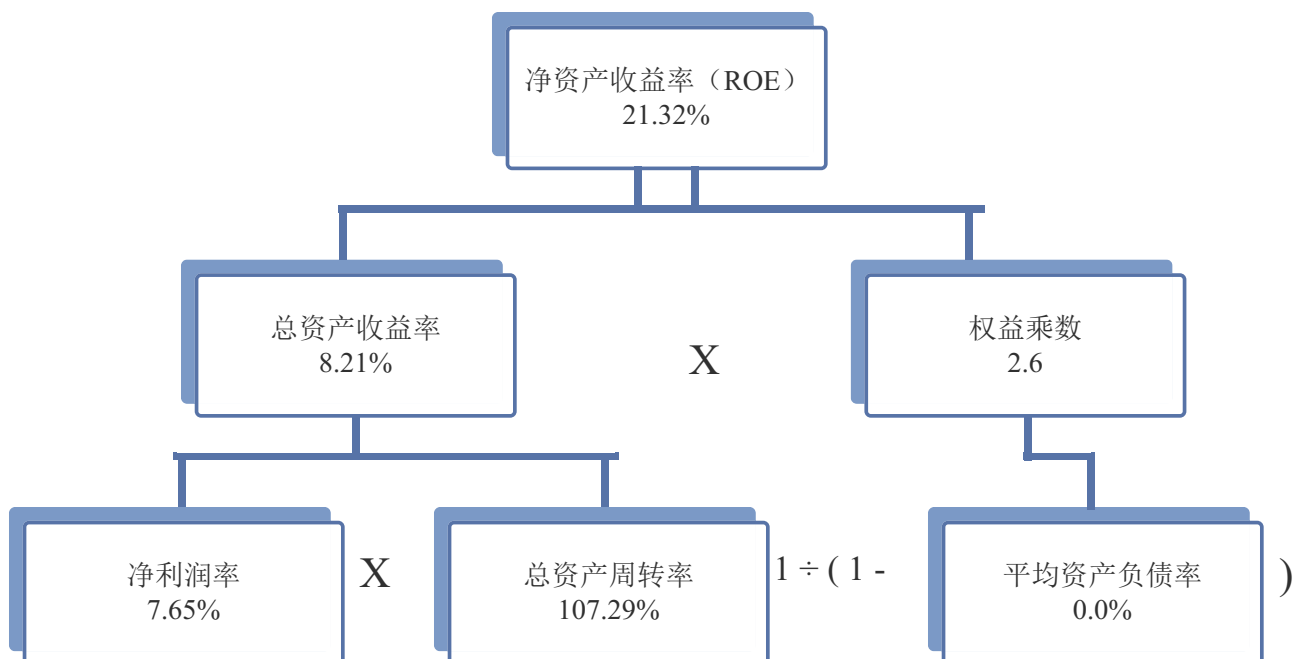 净资产收益率（ROE）
21.32%
总资产收益率
8.21%
X
权益乘数
2.6
净利润率
7.65%
X
总资产周转率
107.29%
1 ÷ ( 1 -
平均资产负债率
0.0%
)